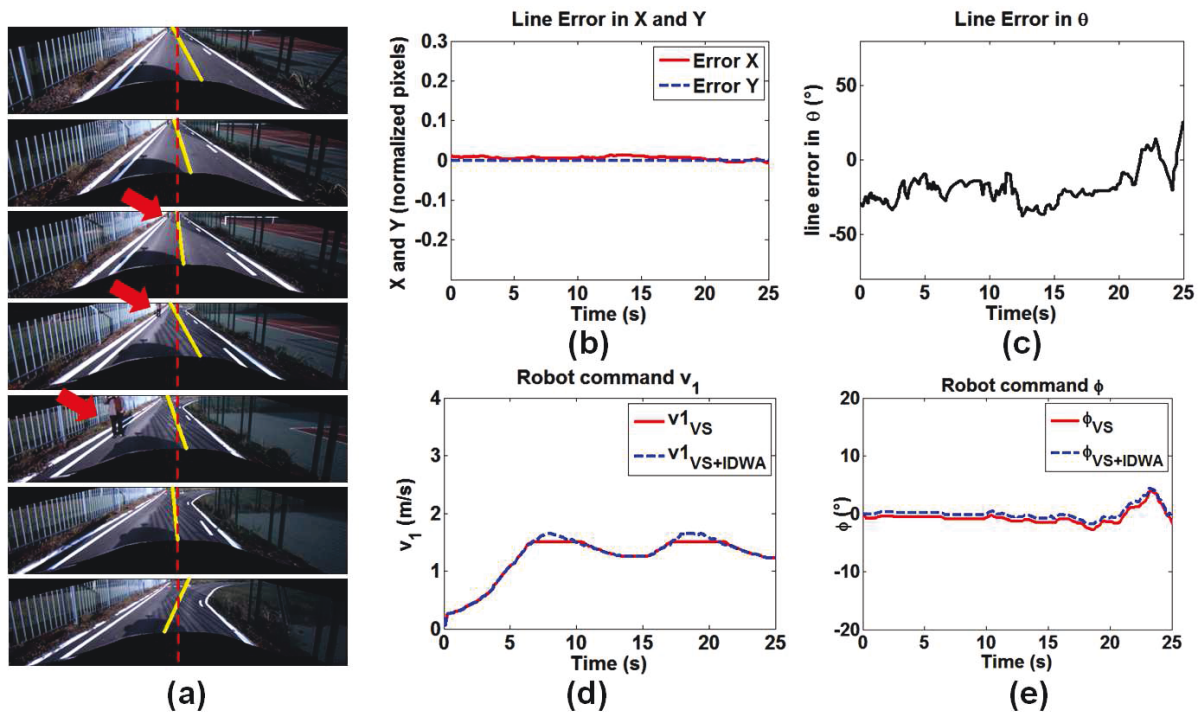 (a)
Line Error in X and Y
X and Y (normalized pixels)
0.3
0.2
0.1
0
-0.1
-0.2
Error X
Error Y
0 5 10 15 20 25
Time (s)
(b)
Line Error in θ
line error in θ (°)
50
0
-50
0 5 10 15 20 25
Time(s)
(c)
Robot command v1
v1 (m/s)
4
3
2
1
0
v1VS
v1VS+IDWA
0 5 10 15 20 25
Time (s)
(d)
Robot command ϕ
ϕ(°)
20
10
0
-10
-20
ϕVS
ϕVS+IDWA
0 5 10 15 20 25
Time (s)
(e)